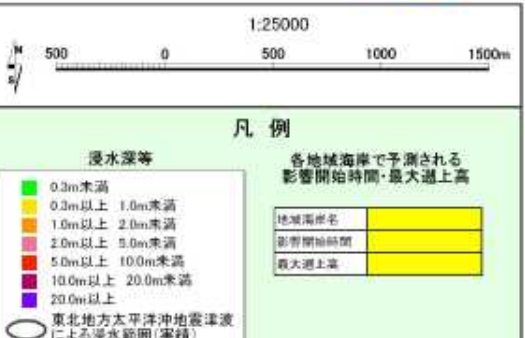 1:25000
N
S
500 0 500 1000 1500m
凡 例
浸水深等
0.3m未満
0.3m以上 1.0m未満
1.0m以上 2.0m未満
2.0m以上 5.0m未満
5.0m以上 10.0m未満
10.0m以上 20.0m未満
20.0m以上
東北地方太平洋沖地震津波
による浸水範囲(実績)
各地域海岸で予測される
影響開始時間・最大遡上高
地域海岸名
影響開始時間
最大遡上高